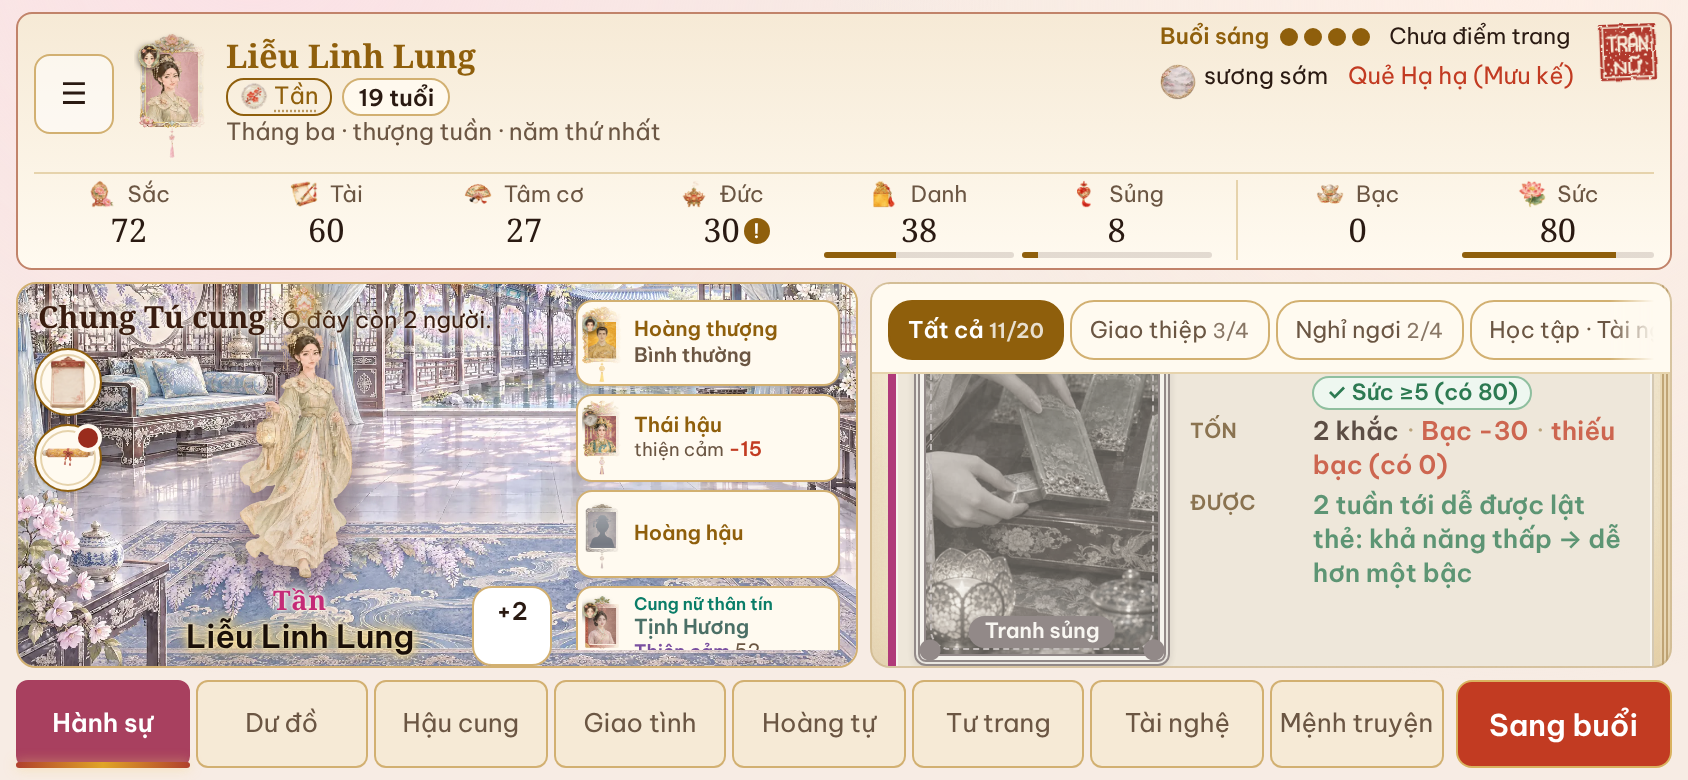 Liễu Linh Lung
Tần
19 tuổi
Tháng ba · thượng tuần · năm thứ nhất
Buổi sáng
Chưa điểm trang
sương sớm
Quẻ Hạ hạ (Mưu kế)
TRAN
NỮ
Sắc
72
Tài
60
Tâm cơ
27
Đức
30 !
Danh
38
Sủng
8
Bạc
0
Sức
80
Chung Tú cung · Ở đây còn 2 người.
Hoàng thượng
Bình thường
Thái hậu
thiện cảm -15
Hoàng hậu
Cung nữ thân tín
Tịnh Hương
Thiện cảm 52
+2
Tần
Liễu Linh Lung
Tất cả 11/20
Giao thiệp 3/4
Nghỉ ngơi 2/4
Học tập · Tài n
✓ Sức ≥5 (có 80)
TỐN
2 khắc · Bạc -30 · thiếu
bạc (có 0)
ĐƯỢC
2 tuần tới dễ được lật
thẻ: khả năng thấp → dễ
hơn một bậc
Tranh sủng
Hành sự
Dư đồ
Hậu cung
Giao tình
Hoàng tự
Tư trang
Tài nghệ
Mệnh truyện
Sang buổi